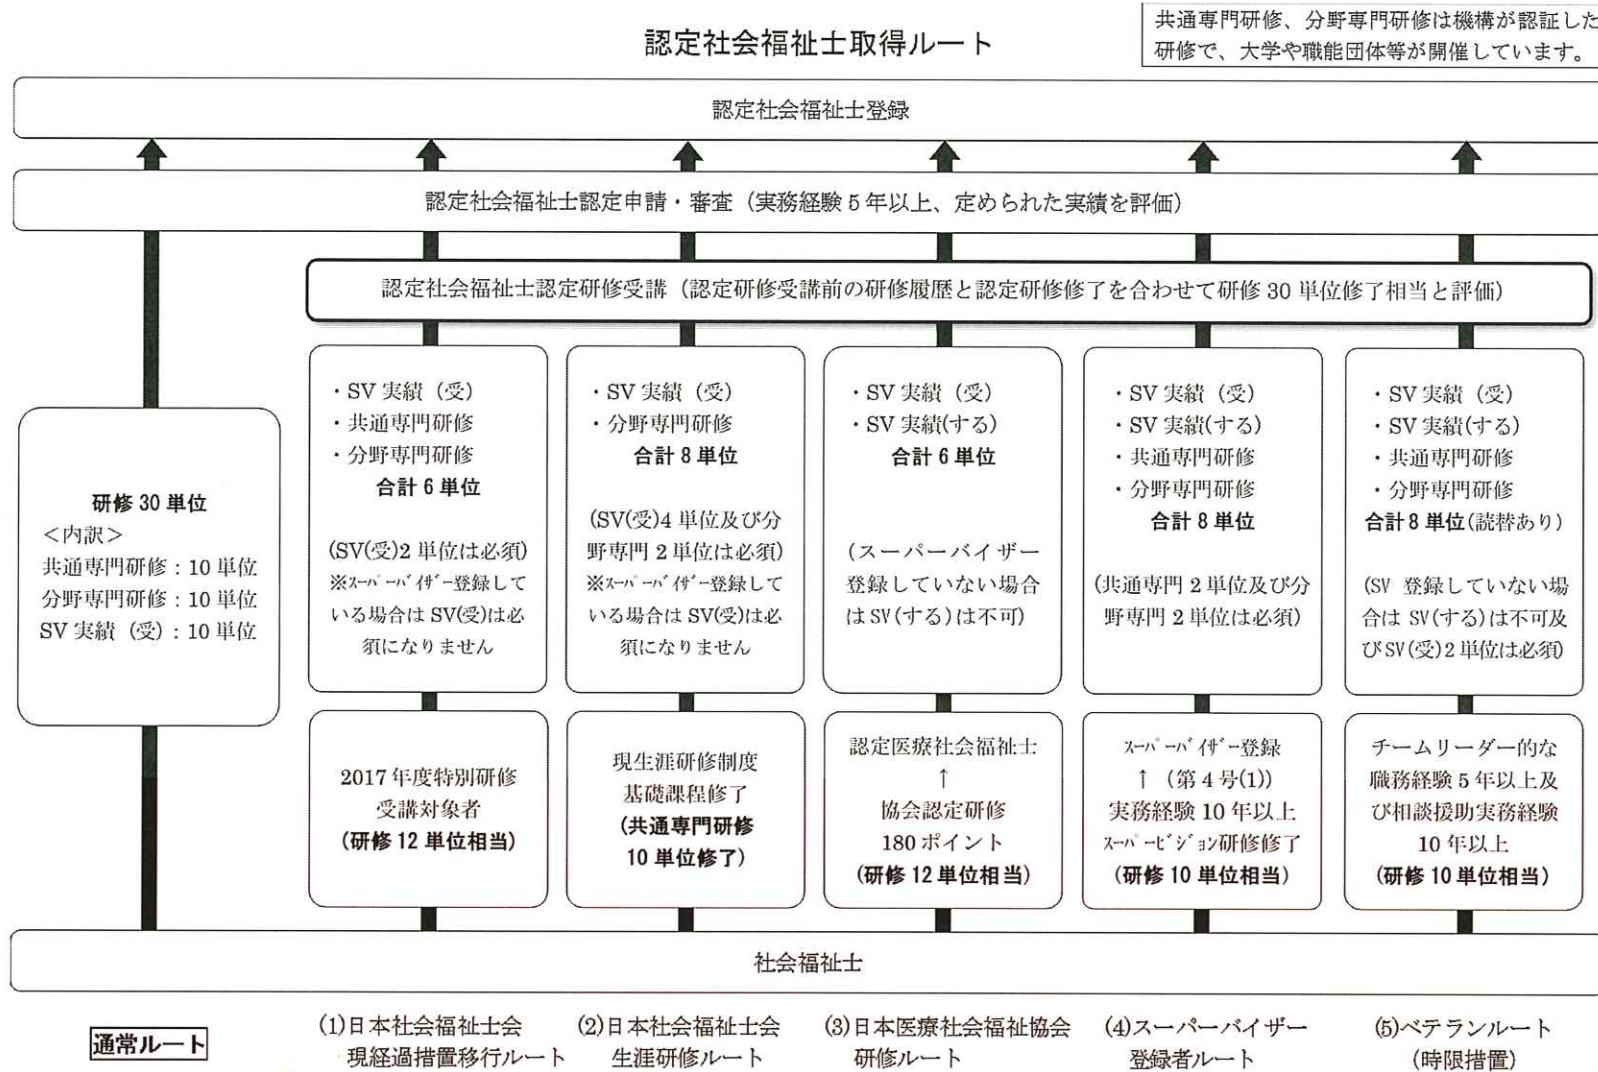 認定社会福祉士取得ルート
共通専門研修、分野専門研修は機構が認証した
研修で、大学や職能団体等が開催しています。
認定社会福祉士登録
認定社会福祉士認定申請・審査（実務経験5年以上、定められた実績を評価）
認定社会福祉士認定研修受講（認定研修受講前の研修履歴と認定研修修了を合わせて研修30単位修了相当と評価）
研修30単位
＜内訳＞
共通専門研修：10単位
分野専門研修：10単位
SV実績（受）：10単位
・SV実績（受）
・共通専門研修
・分野専門研修
合計6単位
(SV(受)2単位は必須)
※ｽｰﾊﾟｰﾊﾞｲｻﾞｰ登録して
いる場合はSV(受)は必
須になりません
・SV実績（受）
・分野専門研修
合計8単位
(SV(受)4単位及び分
野専門2単位は必須)
※ｽｰﾊﾟｰﾊﾞｲｻﾞｰ登録して
いる場合はSV(受)は必
須になりません
・SV実績（受）
・SV実績(する)
合計6単位
(スーパーバイザー
登録していない場合
はSV(する)は不可)
・SV実績（受）
・SV実績(する)
・共通専門研修
・分野専門研修
合計8単位
(共通専門2単位及び分
野専門2単位は必須)
・SV実績（受）
・SV実績(する)
・共通専門研修
・分野専門研修
合計8単位(読替あり)
(SV登録していない場
合はSV(する)は不可及
びSV(受)2単位は必須)
2017年度特別研修
受講対象者
(研修12単位相当)
現生涯研修制度
基礎課程修了
(共通専門研修
10単位修了)
認定医療社会福祉士
↑
協会認定研修
180ポイント
(研修12単位相当)
ｽｰﾊﾟｰﾊﾞｲｻﾞｰ登録
↑（第4号(1)）
実務経験10年以上
ｽｰﾊﾟｰﾋﾞｼﾞｮﾝ研修修了
(研修10単位相当)
チームリーダー的な
職務経験5年以上及
び相談援助実務経験
10年以上
(研修10単位相当)
社会福祉士
通常ルート
(1)日本社会福祉士会
現経過措置移行ルート
(2)日本社会福祉士会
生涯研修ルート
(3)日本医療社会福祉協会
研修ルート
(4)スーパーバイザー
登録者ルート
(5)ベテランルート
(時限措置)